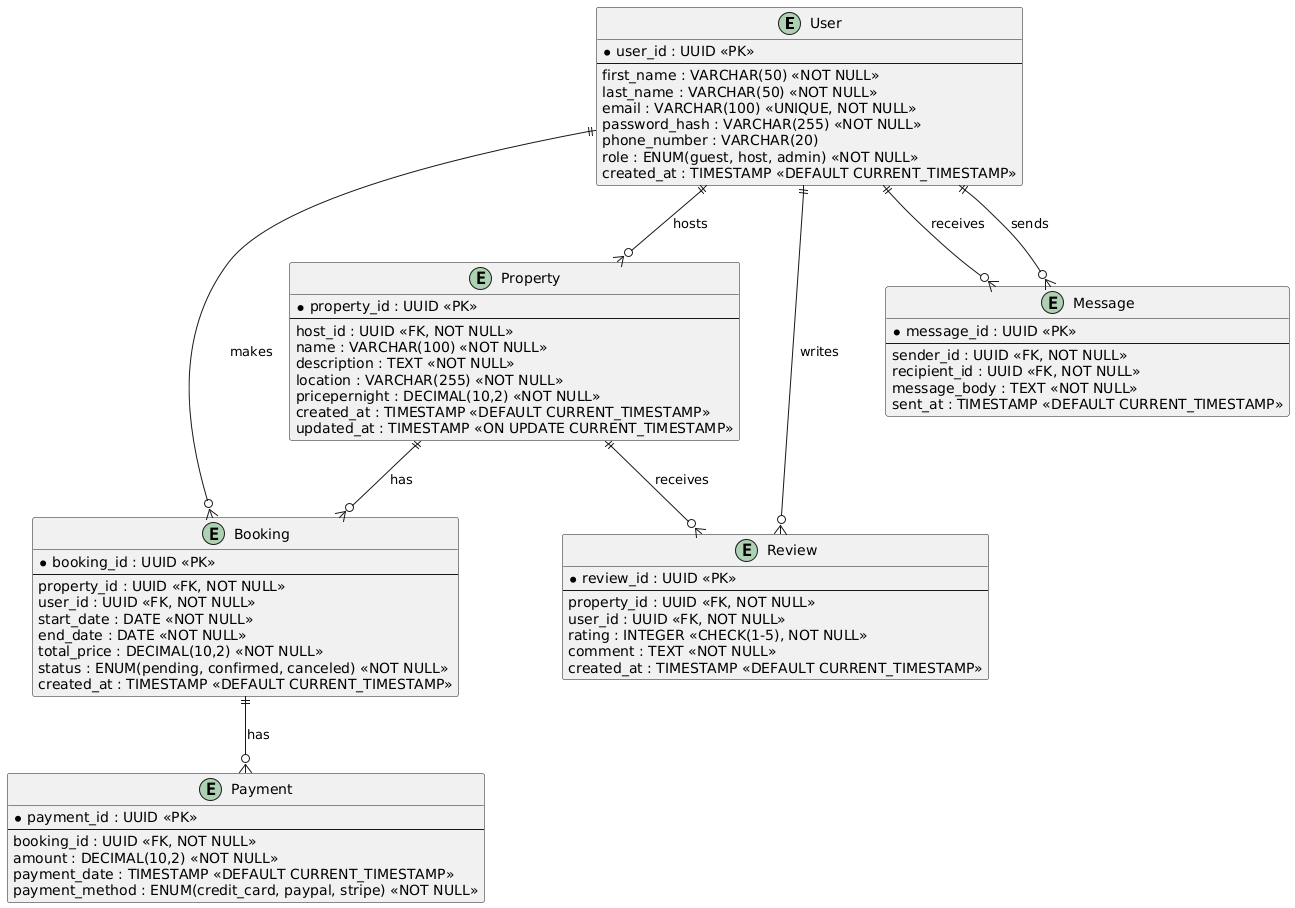 E User
* user_id : UUID «PK»
first_name : VARCHAR(50) «NOT NULL»
last_name : VARCHAR(50) «NOT NULL»
email : VARCHAR(100) «UNIQUE, NOT NULL»
password_hash : VARCHAR(255) «NOT NULL»
phone_number : VARCHAR(20)
role : ENUM(guest, host, admin) «NOT NULL»
created_at : TIMESTAMP «DEFAULT CURRENT_TIMESTAMP»
hosts
receives
sends
E Property
* property_id : UUID «PK»
host_id : UUID «FK, NOT NULL»
name : VARCHAR(100) «NOT NULL»
description : TEXT «NOT NULL»
location : VARCHAR(255) «NOT NULL»
pricepernight : DECIMAL(10,2) «NOT NULL»
created_at : TIMESTAMP «DEFAULT CURRENT_TIMESTAMP»
updated_at : TIMESTAMP «ON UPDATE CURRENT_TIMESTAMP»
E Message
* message_id : UUID «PK»
sender_id : UUID «FK, NOT NULL»
recipient_id : UUID «FK, NOT NULL»
message_body : TEXT «NOT NULL»
sent_at : TIMESTAMP «DEFAULT CURRENT_TIMESTAMP»
makes
writes
has
receives
E Booking
* booking_id : UUID «PK»
property_id : UUID «FK, NOT NULL»
user_id : UUID «FK, NOT NULL»
start_date : DATE «NOT NULL»
end_date : DATE «NOT NULL»
total_price : DECIMAL(10,2) «NOT NULL»
status : ENUM(pending, confirmed, canceled) «NOT NULL»
created_at : TIMESTAMP «DEFAULT CURRENT_TIMESTAMP»
E Review
* review_id : UUID «PK»
property_id : UUID «FK, NOT NULL»
user_id : UUID «FK, NOT NULL»
rating : INTEGER «CHECK(1-5), NOT NULL»
comment : TEXT «NOT NULL»
created_at : TIMESTAMP «DEFAULT CURRENT_TIMESTAMP»
has
E Payment
* payment_id : UUID «PK»
booking_id : UUID «FK, NOT NULL»
amount : DECIMAL(10,2) «NOT NULL»
payment_date : TIMESTAMP «DEFAULT CURRENT_TIMESTAMP»
payment_method : ENUM(credit_card, paypal, stripe) «NOT NULL»